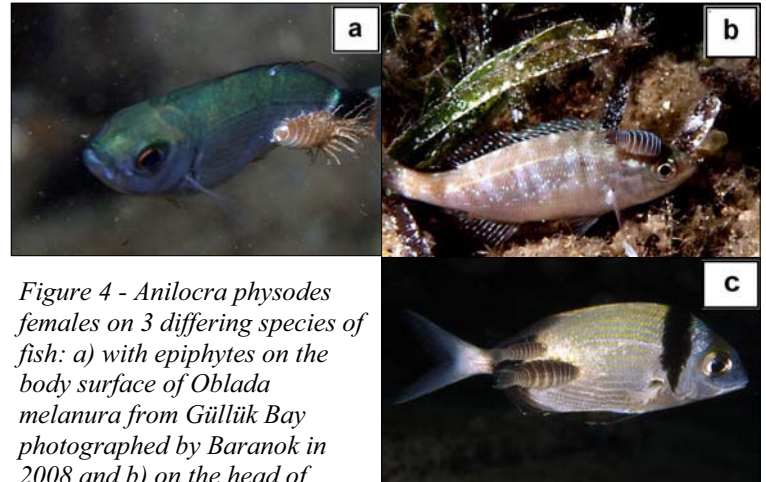 a
b
c
Figure 4 - Anilocra physodes
females on 3 differing species of
fish: a) with epiphytes on the
body surface of Oblada
melanura from Güllük Bay
photographed by Baranok in
2008 and b) on the head of